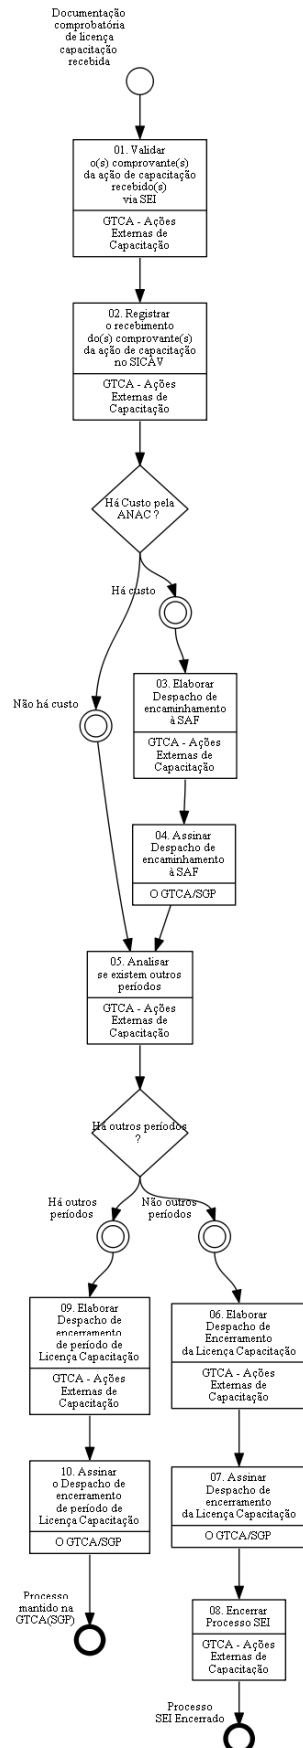 Documentação
comprobatória
de licença
capacitação
recebida
01. Validar
o(s) comprovante(s)
da ação de capacitação
recebido(s)
via SEI
GTCA - Ações
Externas de
Capacitação
02. Registrar
o recebimento
do(s) comprovante(s)
da ação de capacitação
no SICAV
GTCA - Ações
Externas de
Capacitação
Há Custo pela
ANAC ?
Há custo
Não há custo
03. Elaborar
Despacho de
encaminhamento
à SAF
GTCA - Ações
Externas de
Capacitação
04. Assinar
Despacho de
encaminhamento
à SAF
O GTCA/SGP
05. Analisar
se existem outros
períodos
GTCA - Ações
Externas de
Capacitação
Há outros períodos
?
Há outros
períodos
Não outros
períodos
09. Elaborar
Despacho de
encerramento
de período de
Licença Capacitação
GTCA - Ações
Externas de
Capacitação
06. Elaborar
Despacho de
Encerramento
da Licença Capacitação
GTCA - Ações
Externas de
Capacitação
10. Assinar
o Despacho de
encerramento
de período de
Licença Capacitação
O GTCA/SGP
07. Assinar
Despacho de
encerramento
da Licença Capacitação
O GTCA/SGP
Processo
mantido na
GTCA(SGP)
08. Encerrar
Processo SEI
GTCA - Ações
Externas de
Capacitação
Processo
SEI Encerrado